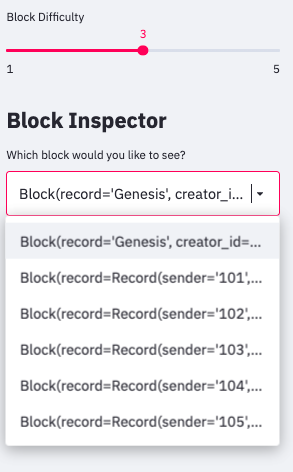 Block Difficulty
3
1 5
Block Inspector
Which block would you like to see?
Block(record='Genesis', creator_i...
Block(record='Genesis', creator_id=...
Block(record=Record(sender='101',...
Block(record=Record(sender='102',...
Block(record=Record(sender='103',...
Block(record=Record(sender='104',...
Block(record=Record(sender='105',...